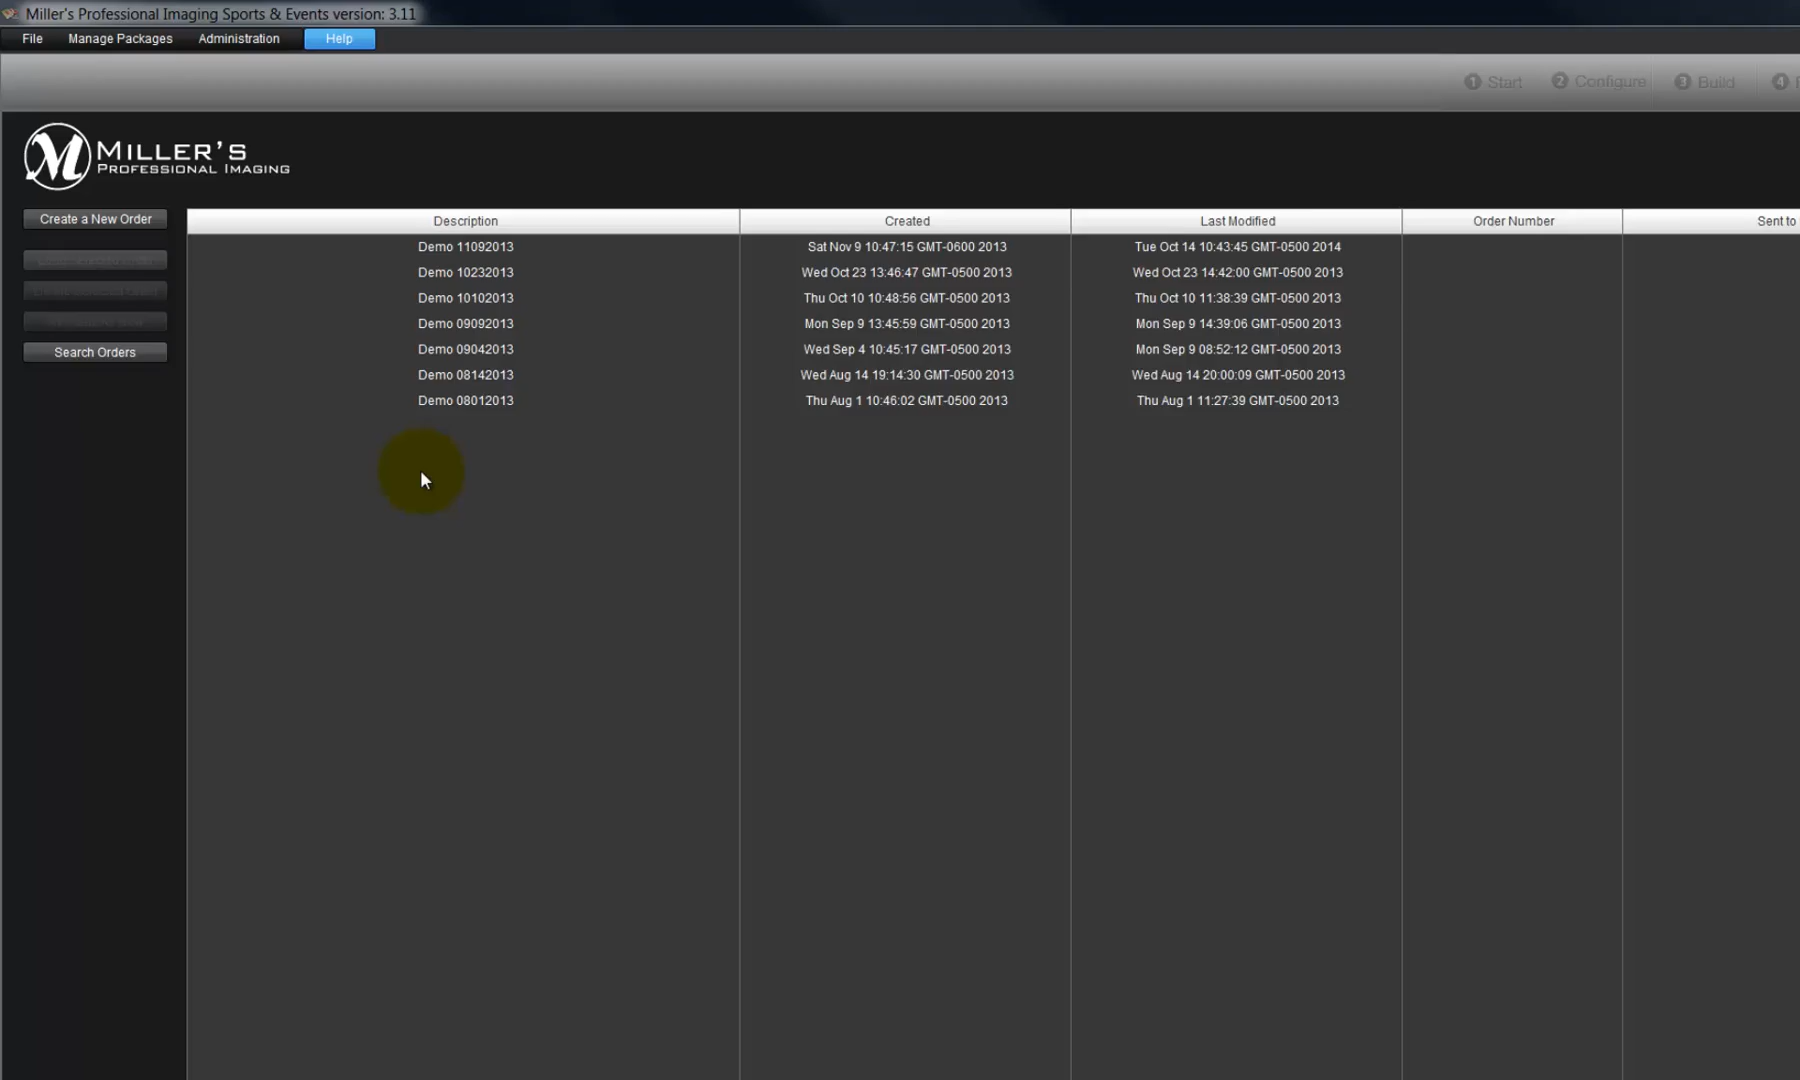 Miller's Professional Imaging Sports & Events version: 3.11
File Manage Packages Administration Help
1 Start 2 Configure 3 Build 4
M MILLER'S
PROFESSIONAL IMAGING
Create a New Order
Search Orders
Description Created Last Modified Order Number Sent to
Demo 11092013 Sat Nov 9 10:47:15 GMT-0600 2013 Tue Oct 14 10:43:45 GMT-0500 2014
Demo 10232013 Wed Oct 23 13:46:47 GMT-0500 2013 Wed Oct 23 14:42:00 GMT-0500 2013
Demo 10102013 Thu Oct 10 10:48:56 GMT-0500 2013 Thu Oct 10 11:38:39 GMT-0500 2013
Demo 09092013 Mon Sep 9 13:45:59 GMT-0500 2013 Mon Sep 9 14:39:06 GMT-0500 2013
Demo 09042013 Wed Sep 4 10:45:17 GMT-0500 2013 Mon Sep 9 08:52:12 GMT-0500 2013
Demo 08142013 Wed Aug 14 19:14:30 GMT-0500 2013 Wed Aug 14 20:00:09 GMT-0500 2013
Demo 08012013 Thu Aug 1 10:46:02 GMT-0500 2013 Thu Aug 1 11:27:39 GMT-0500 2013